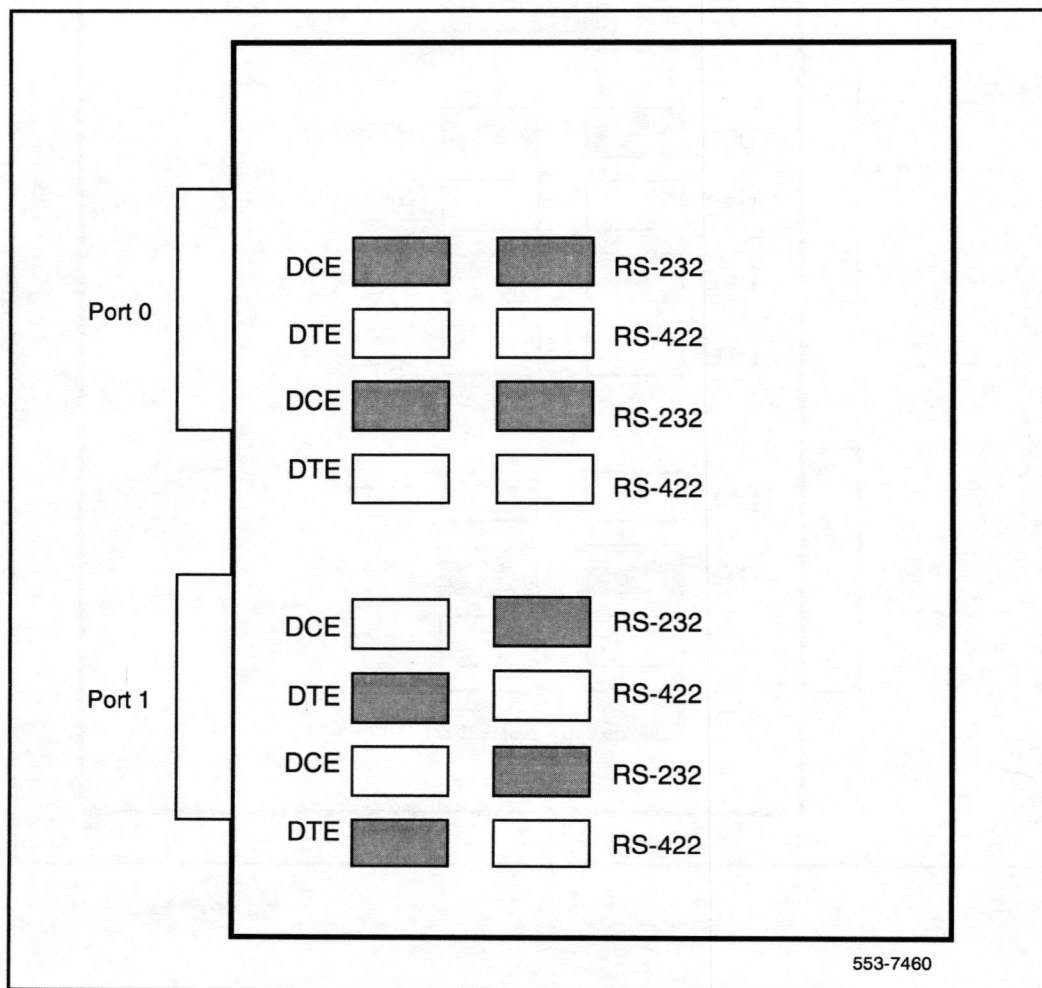 Port 0
DCE RS-232
DTE RS-422
DCE RS-232
DTE RS-422
Port 1
DCE RS-232
DTE RS-422
DCE RS-232
DTE RS-422
553-7460